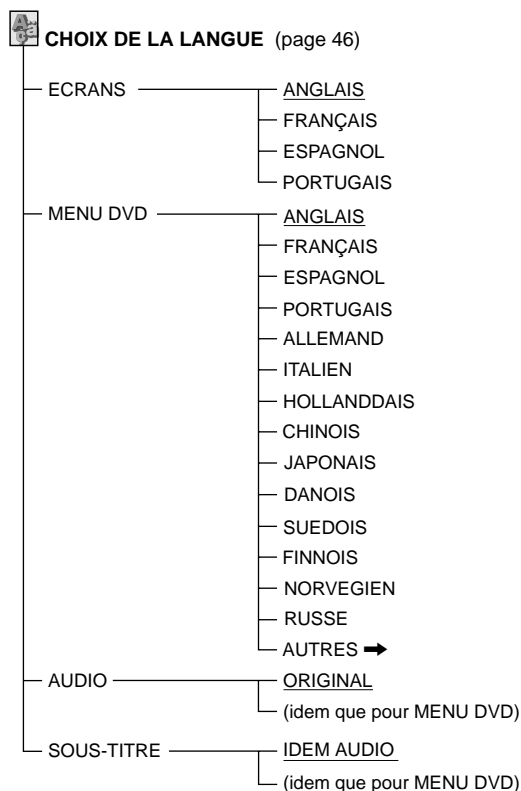 CHOIX DE LA LANGUE (page 46)
ECRANS ANGLAIS
FRANÇAIS
ESPAGNOL
PORTUGAIS
MENU DVD ANGLAIS
FRANÇAIS
ESPAGNOL
PORTUGAIS
ALLEMAND
ITALIEN
HOLLANDDAIS
CHINOIS
JAPONAIS
DANOIS
SUEDOIS
FINNOIS
NORVEGIEN
RUSSE
AUTRES ➡
AUDIO ORIGINAL
(idem que pour MENU DVD)
SOUS-TITRE IDEM AUDIO
(idem que pour MENU DVD)